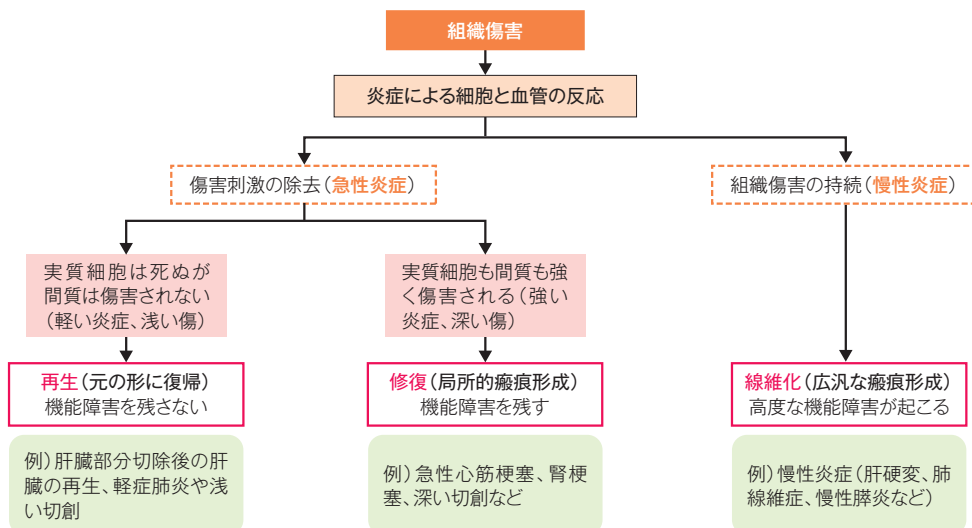 組織傷害
炎症による細胞と血管の反応
傷害刺激の除去(急性炎症)
組織傷害の持続(慢性炎症)
実質細胞は死ぬが
間質は傷害されない
(軽い炎症、浅い傷)
実質細胞も間質も強
く傷害される(強い
炎症、深い傷)
再生(元の形に復帰)
機能障害を残さない
修復(局所的瘢痕形成)
機能障害を残す
線維化(広汎な瘢痕形成)
高度な機能障害が起こる
例)肝臓部分切除後の肝
臓の再生、軽症肺炎や浅
い切創
例)急性心筋梗塞、腎梗
塞、深い切創など
例)慢性炎症(肝硬変、肺
線維症、慢性膵炎など)